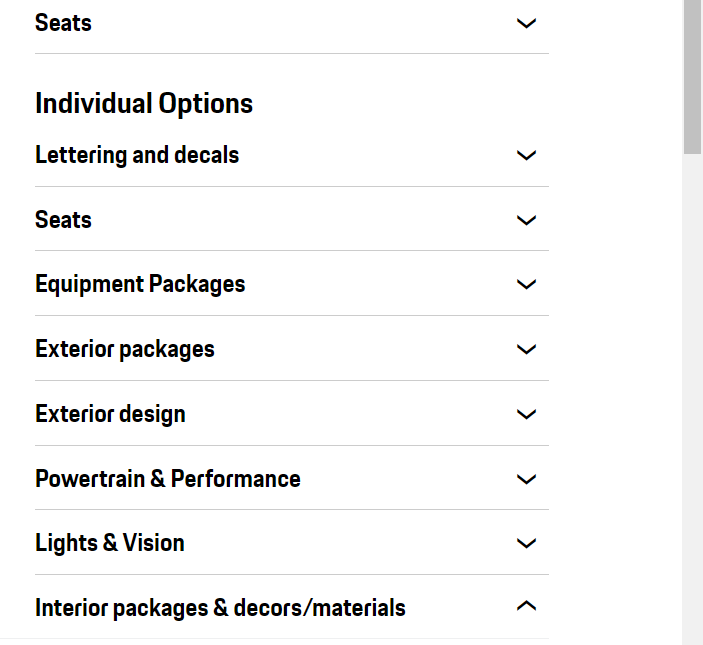 Seats
Individual Options
Lettering and decals
Seats
Equipment Packages
Exterior packages
Exterior design
Powertrain & Performance
Lights & Vision
Interior packages & decors/materials